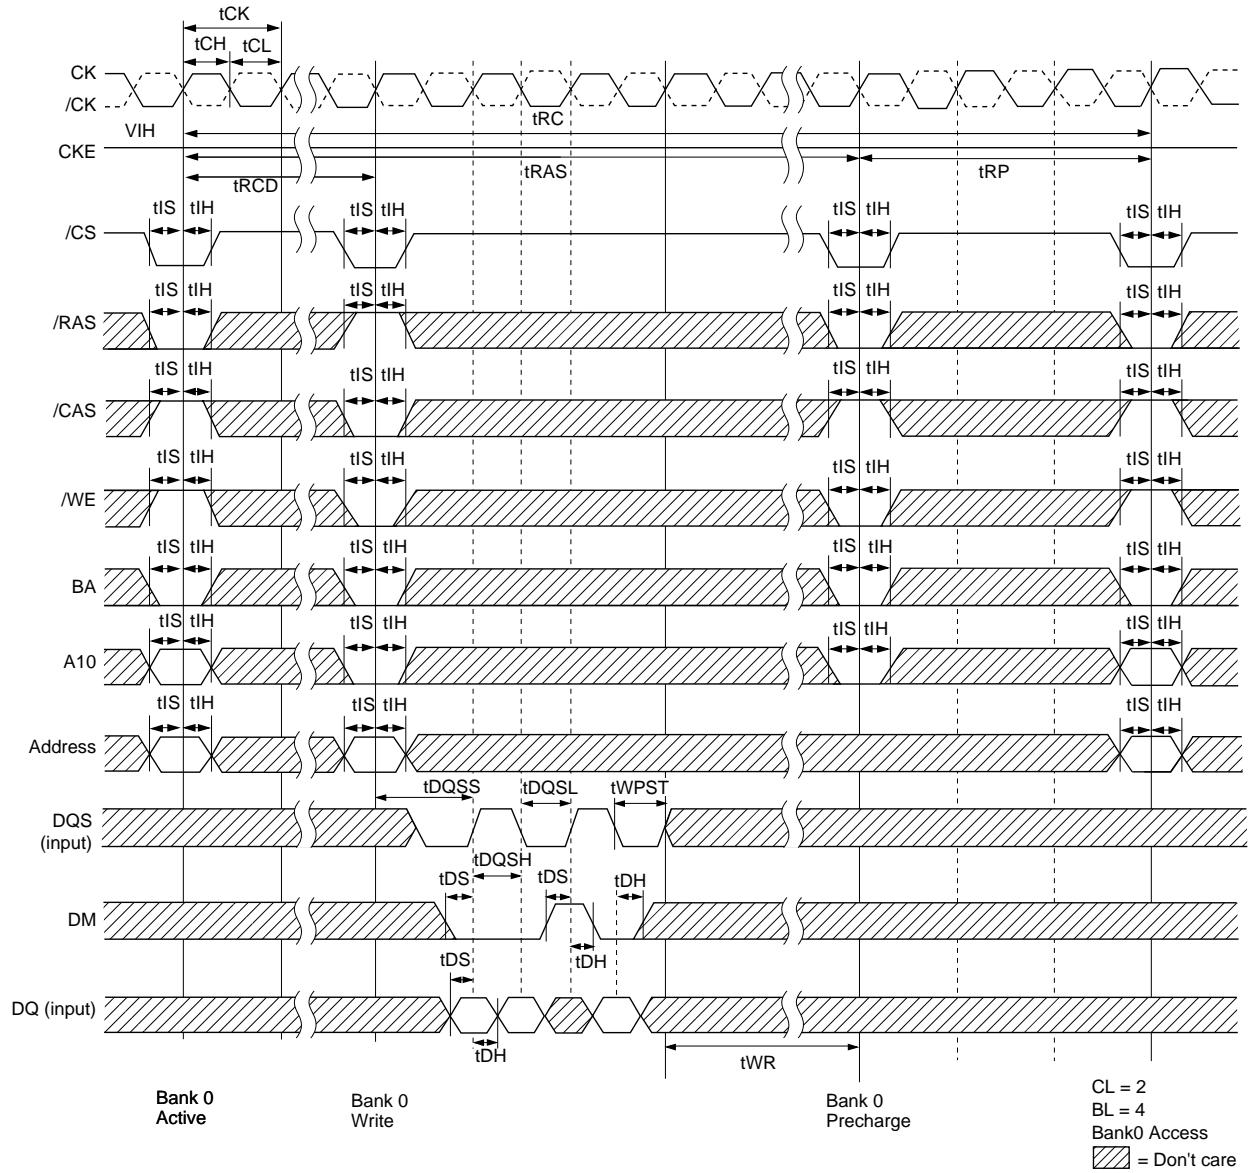 tCK
tCH tCL
CK
/CK
tRC
VIH
CKE
tRAS tRP
tRCD
tIS tIH tIS tIH tIS tIH tIS tIH
/CS
tIS tIH tIS tIH tIS tIH tIS tIH
/RAS
tIS tIH tIS tIH tIS tIH tIS tIH
/CAS
tIS tIH tIS tIH tIS tIH tIS tIH
/WE
tIS tIH tIS tIH tIS tIH tIS tIH
BA
tIS tIH tIS tIH tIS tIH tIS tIH
A10
tIS tIH tIS tIH tIS tIH
Address
tDQSS tDQSL tWPST
DQS
(input)
tDQSH
tDS tDS tDH
DM
tDS tDH
DQ (input)
tDH
tWR
Bank 0
Active
Bank 0
Write
Bank 0
Precharge
CL = 2
BL = 4
Bank0 Access
= Don't care